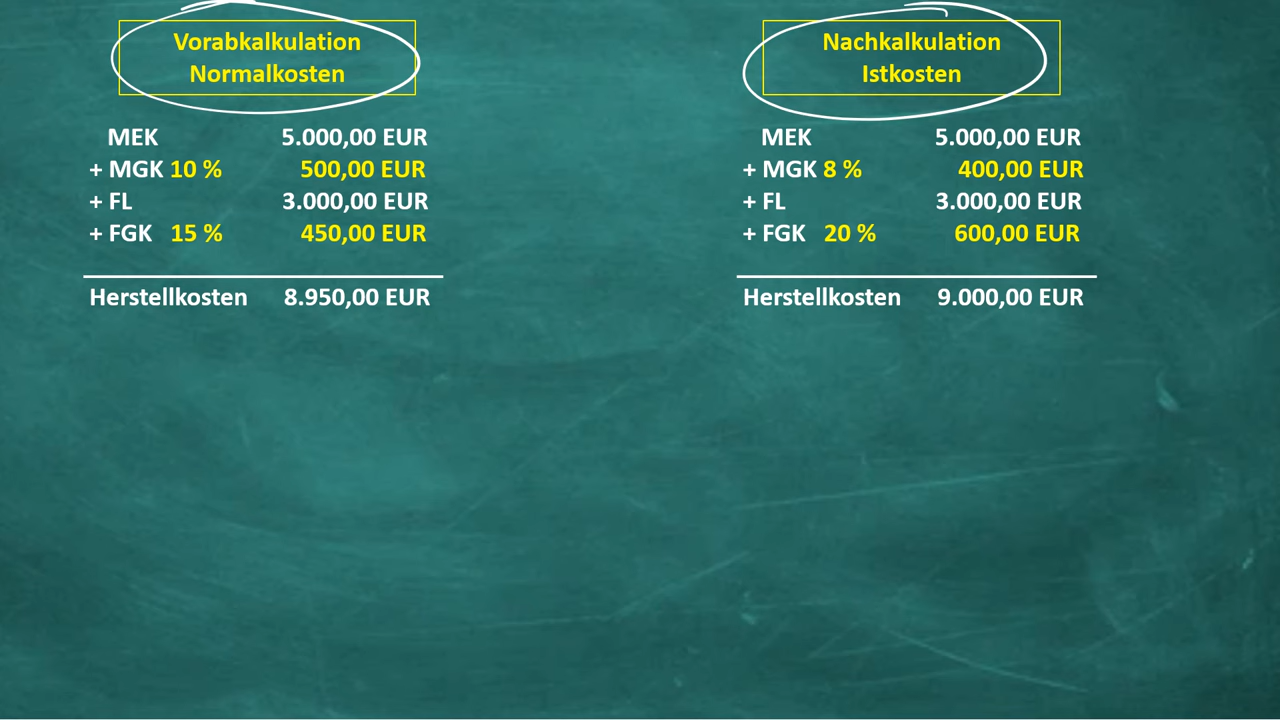 Vorabkalkulation
Normalkosten
MEK 5.000,00 EUR
+ MGK 10 % 500,00 EUR
+ FL 3.000,00 EUR
+ FGK 15 % 450,00 EUR
Herstellkosten 8.950,00 EUR
Nachkalkulation
Istkosten
MEK 5.000,00 EUR
+ MGK 8 % 400,00 EUR
+ FL 3.000,00 EUR
+ FGK 20 % 600,00 EUR
Herstellkosten 9.000,00 EUR